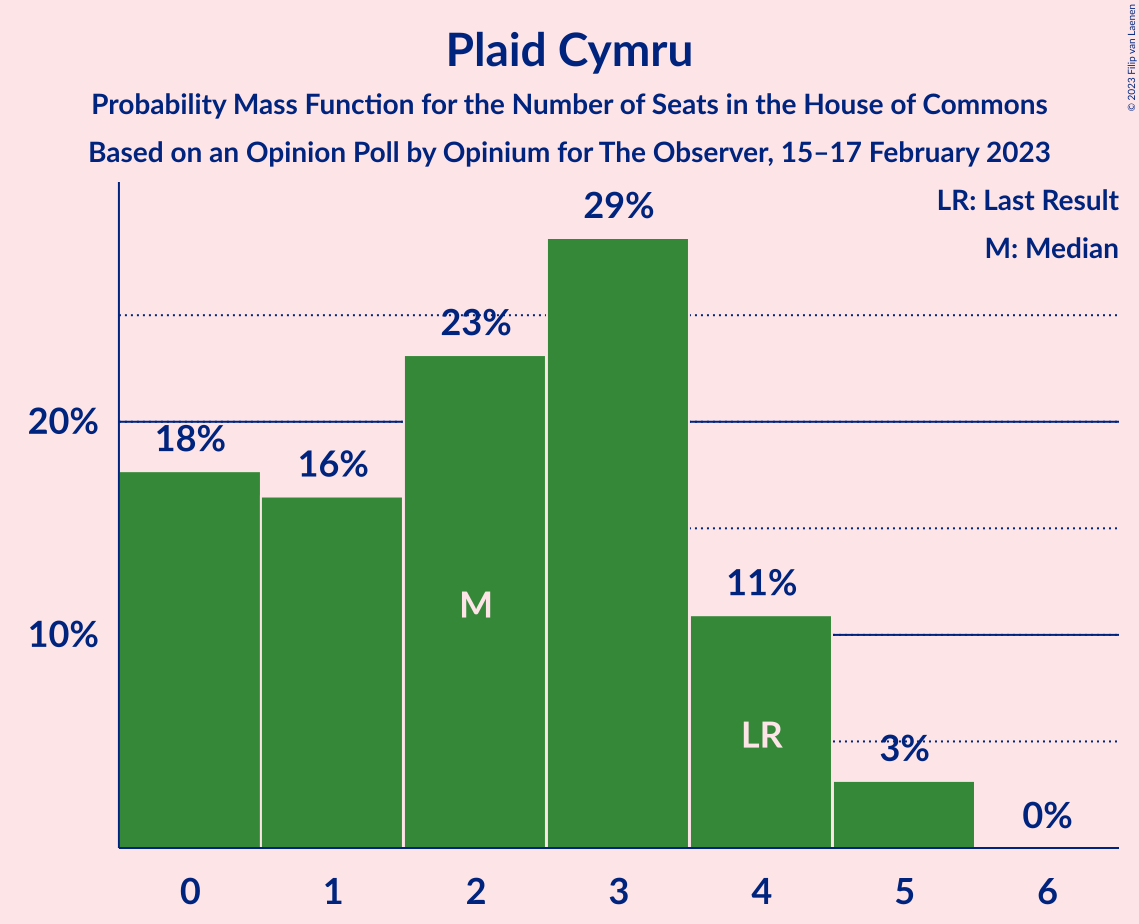 Plaid Cymru
Probability Mass Function for the Number of Seats in the House of Commons
Based on an Opinion Poll by Opinium for The Observer, 15–17 February 2023
© 2023 Filip van Laenen
LR: Last Result
M: Median
29%
23%
20%
18%
16%
11%
10%
M
LR
3%
0%
0 1 2 3 4 5 6